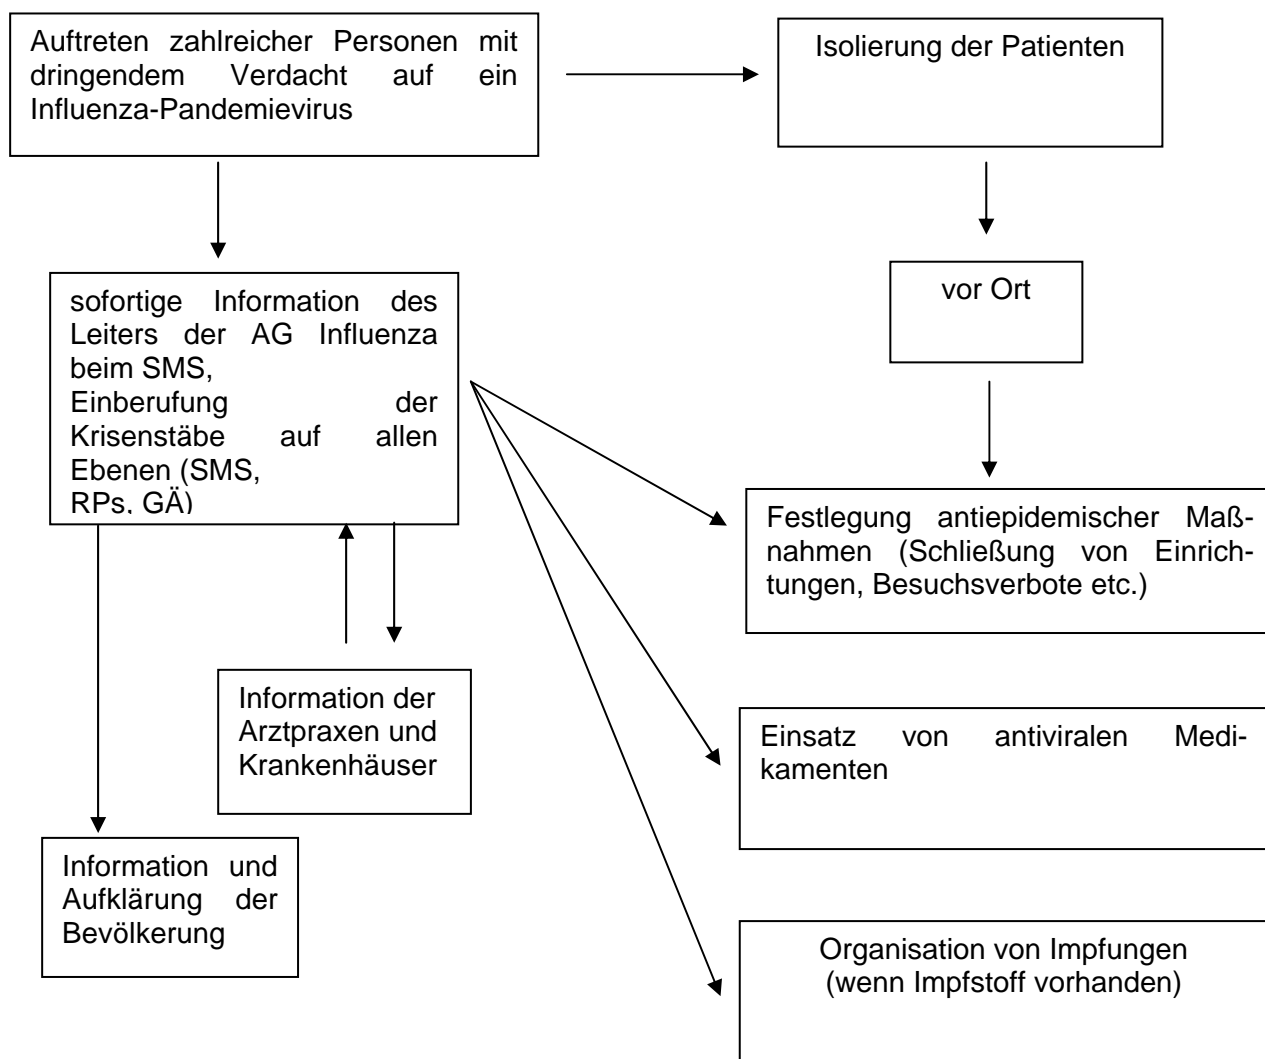 Auftreten zahlreicher Personen mit
dringendem Verdacht auf ein
Influenza-Pandemievirus
Isolierung der Patienten
vor Ort
sofortige Information des
Leiters der AG Influenza
beim SMS,
Einberufung der
Krisenstäbe auf allen
Ebenen (SMS,
RPs, GÄ)
Festlegung antiepidemischer Maß-
nahmen (Schließung von Einrich-
tungen, Besuchsverbote etc.)
Information der
Arztpraxen und
Krankenhäuser
Einsatz von antiviralen Medi-
kamenten
Information und
Aufklärung der
Bevölkerung
Organisation von Impfungen
(wenn Impfstoff vorhanden)